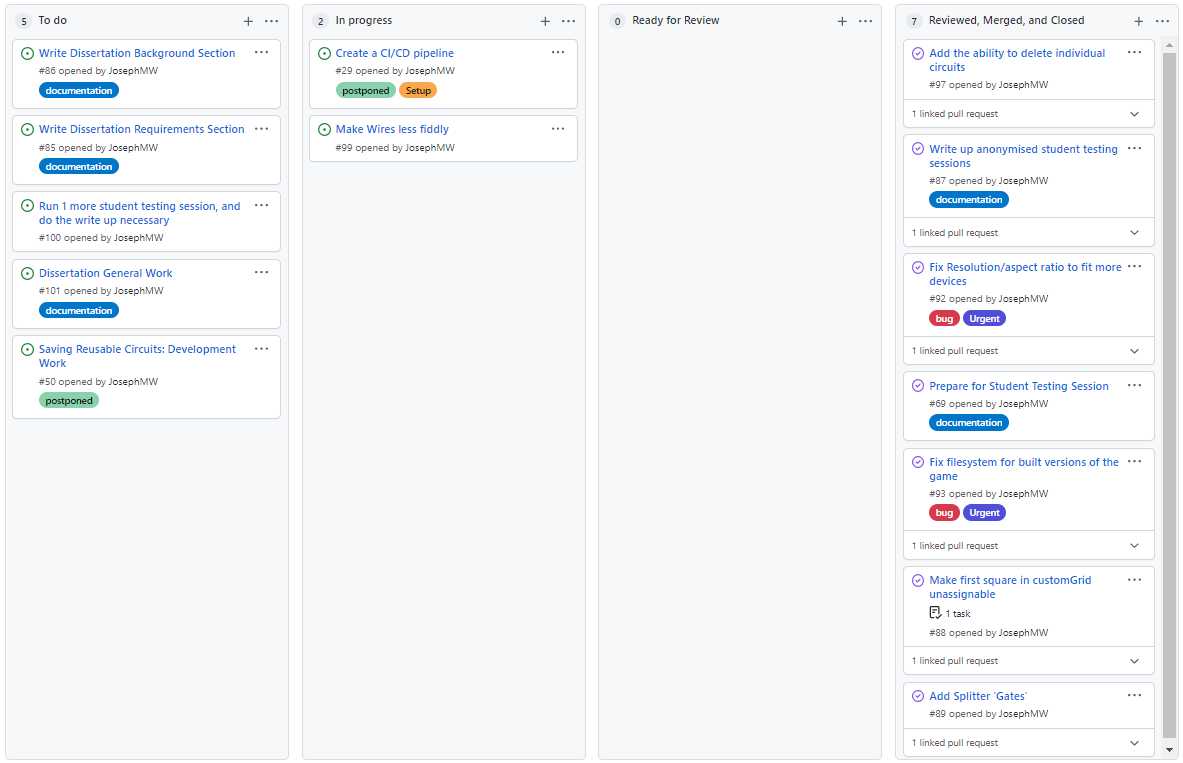 5 To do
Write Dissertation Background Section
#86 opened by JosephMW
documentation
Write Dissertation Requirements Section
#85 opened by JosephMW
documentation
Run 1 more student testing session, and
do the write up necessary
#100 opened by JosephMW
Dissertation General Work
#101 opened by JosephMW
documentation
Saving Reusable Circuits: Development
Work
#50 opened by JosephMW
postponed
2 In progress
Create a CI/CD pipeline
#29 opened by JosephMW
postponed Setup
Make Wires less fiddly
#99 opened by JosephMW
0 Ready for Review
7 Reviewed, Merged, and Closed
Add the ability to delete individual
circuits
#97 opened by JosephMW
1 linked pull request
Write up anonymised student testing
sessions
#87 opened by JosephMW
documentation
1 linked pull request
Fix Resolution/aspect ratio to fit more
devices
#92 opened by JosephMW
bug Urgent
1 linked pull request
Prepare for Student Testing Session
#69 opened by JosephMW
documentation
Fix filesystem for built versions of the
game
#93 opened by JosephMW
bug Urgent
1 linked pull request
Make first square in customGrid
unassignable
1 task
#88 opened by JosephMW
1 linked pull request
Add Splitter 'Gates'
#89 opened by JosephMW
1 linked pull request